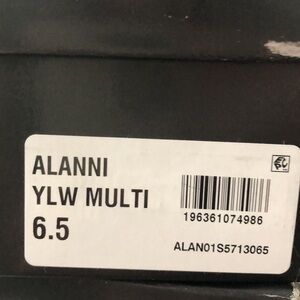 ALANNI
YLW MULTI
6.5
196361074986
ALAN01S5713065